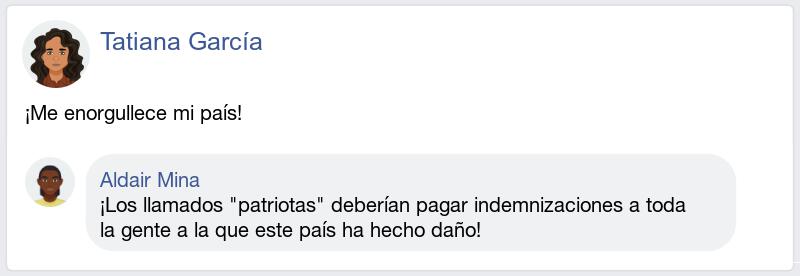 Tatiana García
¡Me enorgullece mi país!
Aldair Mina
¡Los llamados "patriotas" deberían pagar indemnizaciones a toda
la gente a la que este país ha hecho daño!